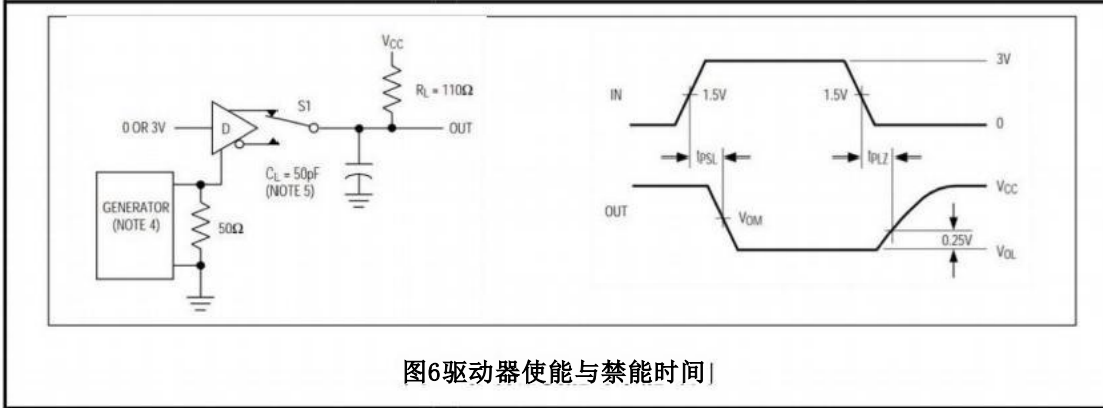 VCC
RL = 110Ω
S1
0 OR 3V
D
OUT
CL = 50pF
(NOTE 5)
GENERATOR
(NOTE 4)
50Ω
3V
IN
1.5V
1.5V
0
tPSL
tPLZ
VCC
OUT
VOM
0.25V
VOL
图6驱动器使能与禁能时间